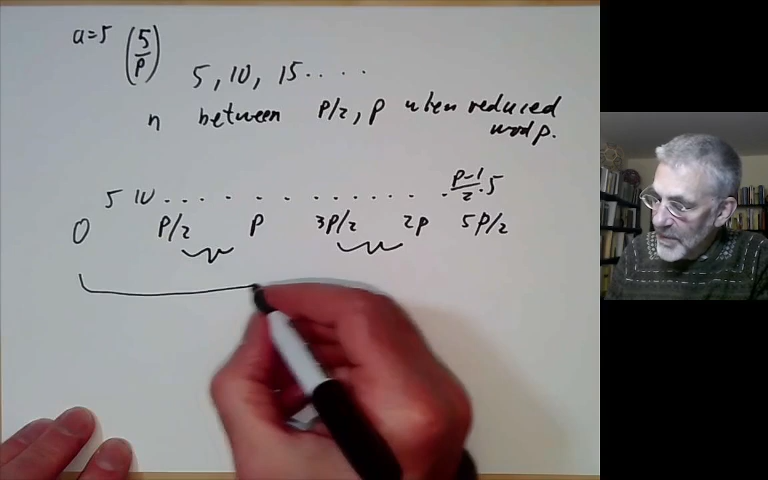 a=5 (5/p)
5, 10, 15 . . . .
n between p/2, p when reduced
mod p.
5 10 . . . . . . . . . . . . . . p-1/2 . 5
0 p/2 p 3p/2 2p 5p/2